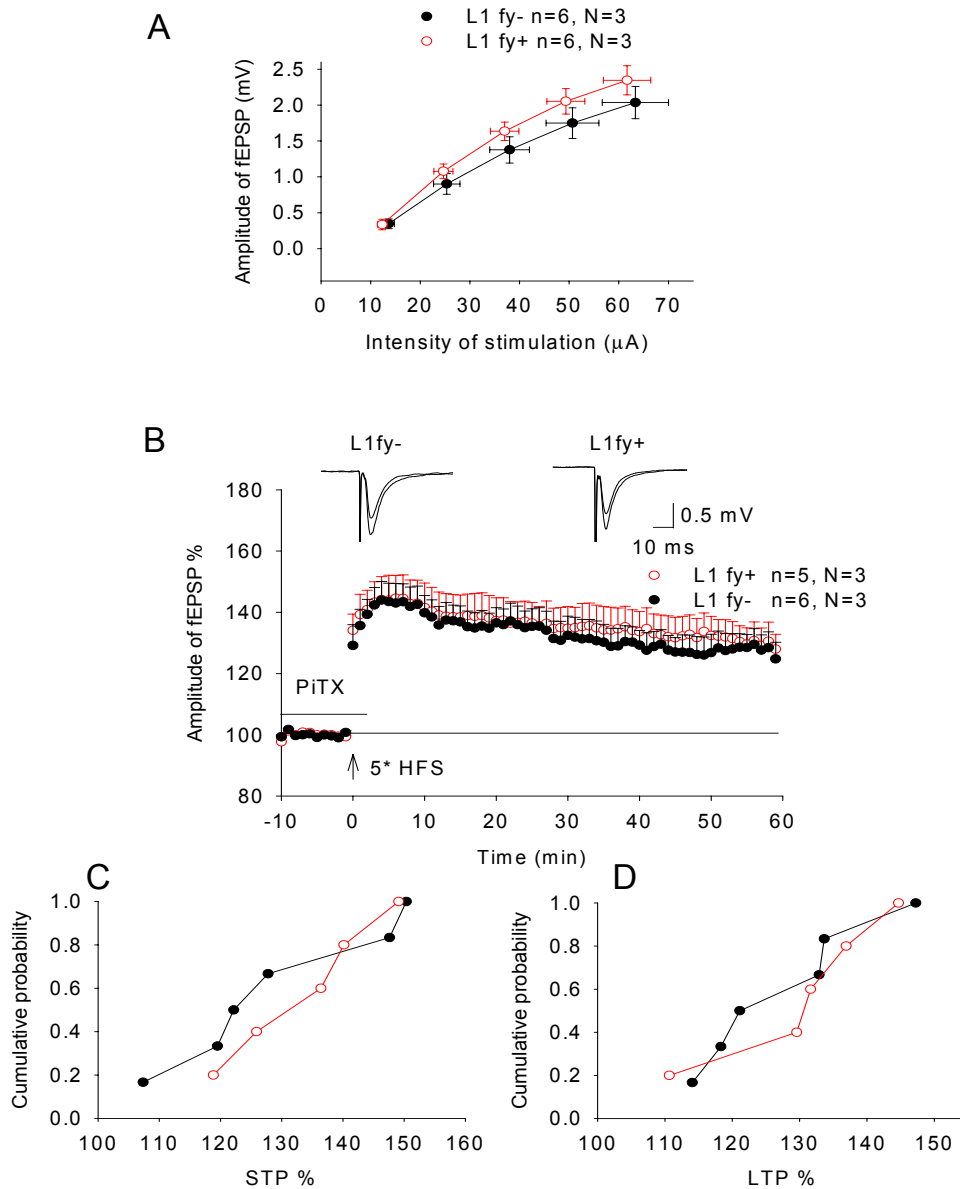 A
L1 fy- n=6, N=3
L1 fy+ n=6, N=3
Amplitude of fEPSP (mV)
2.5
2.0
1.5
1.0
0.5
0.0
0 10 20 30 40 50 60 70
Intensity of stimulation (μA)
B
L1fy- L1fy+
Amplitude of fEPSP %
180
160
140
120
100
80
0.5 mV
10 ms
L1 fy+ n=5, N=3
L1 fy- n=6, N=3
PiTX
5* HFS
-10 0 10 20 30 40 50 60
Time (min)
C
Cumulative probability
1.0
0.8
0.6
0.4
0.2
0.0
100 120 130 140 150 160
STP %
D
Cumulative probability
1.0
0.8
0.6
0.4
0.2
0.0
100 110 120 130 140 150
LTP %